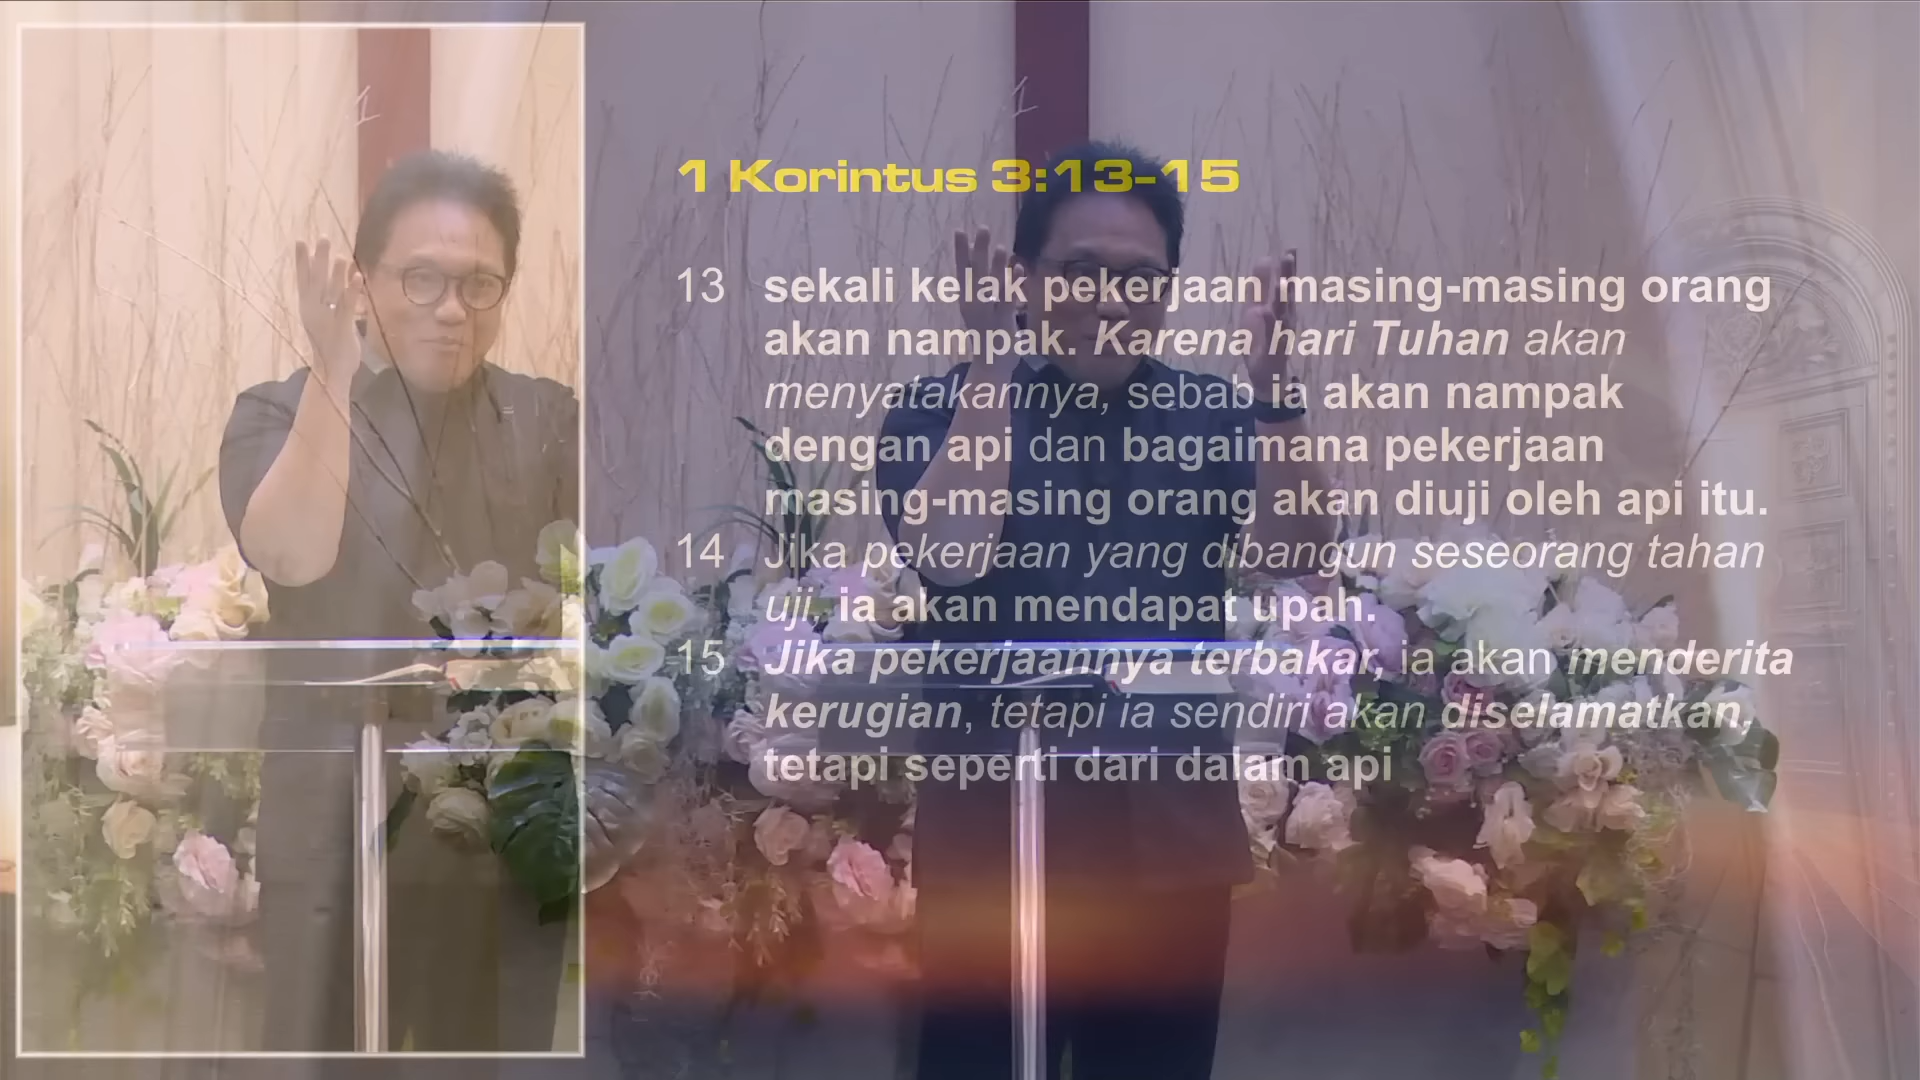 1 Korintus 3:13-15
13 sekali kelak pekerjaan masing-masing orang
akan nampak. Karena hari Tuhan akan
menyatakannya, sebab ia akan nampak
dengan api dan bagaimana pekerjaan
masing-masing orang akan diuji oleh api itu.
14 Jika pekerjaan yang dibangun seseorang tahan
uji, ia akan mendapat upah.
15 Jika pekerjaannya terbakar, ia akan menderita
kerugian, tetapi ia sendiri akan diselamatkan,
tetapi seperti dari dalam api